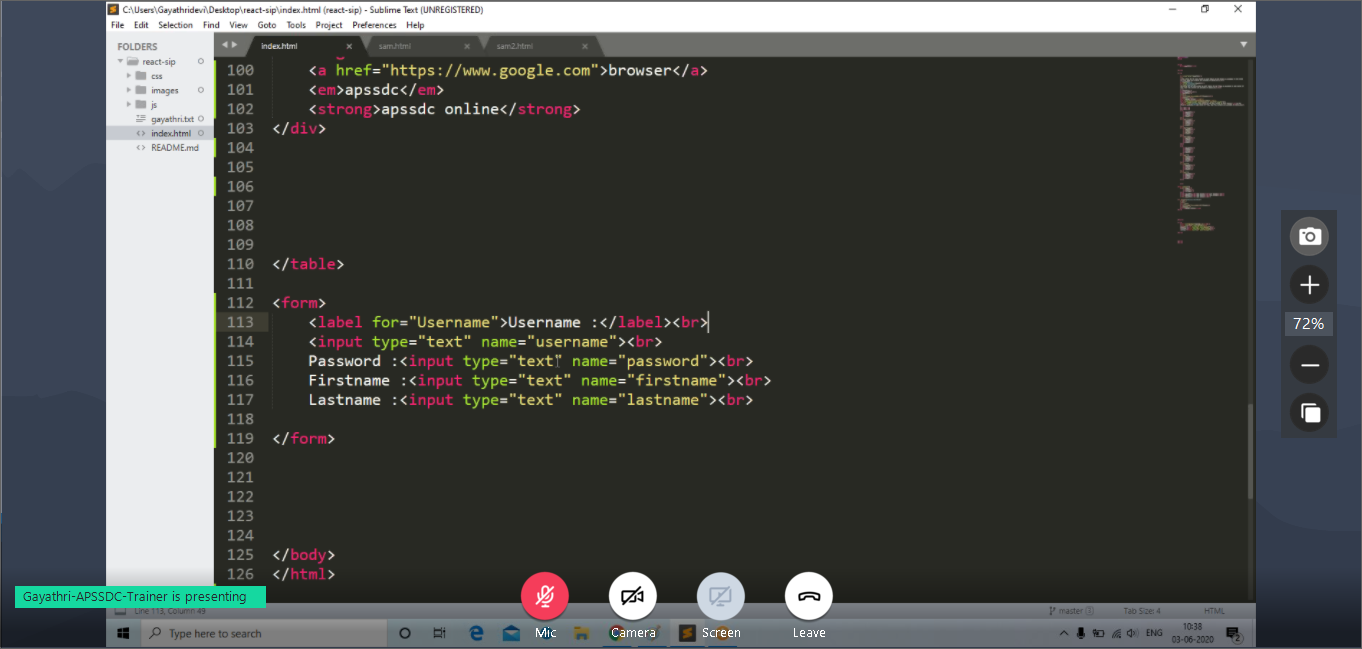 C:\Users\Gayathridevi\Desktop\react-sip\index.html (react-sip) - Sublime Text (UNREGISTERED)
File Edit Selection Find View Goto Tools Project Preferences Help
FOLDERS
react-sip
css
images
js
gayathri.txt
index.html
README.md
index.html sam.html sam2.html
100 <a href="https://www.google.com">browser</a>
101 <em>apssdc</em>
102 <strong>apssdc online</strong>
103 </div>
104
105
106
107
108
109
110 </table>
111
112 <form>
113 <label for="Username">Username :</label><br>
114 <input type="text" name="username"><br>
115 Password :<input type="text" name="password"><br>
116 Firstname :<input type="text" name="firstname"><br>
117 Lastname :<input type="text" name="lastname"><br>
118
119 </form>
120
121
122
123
124
125 </body>
126 </html>
72%
Gayathri-APSSDC-Trainer is presenting
Line 113, Column 49
master Tab Size: 4 HTML
Type here to search
Mic Camera Screen Leave
ENG
10:38
03-06-2020
2